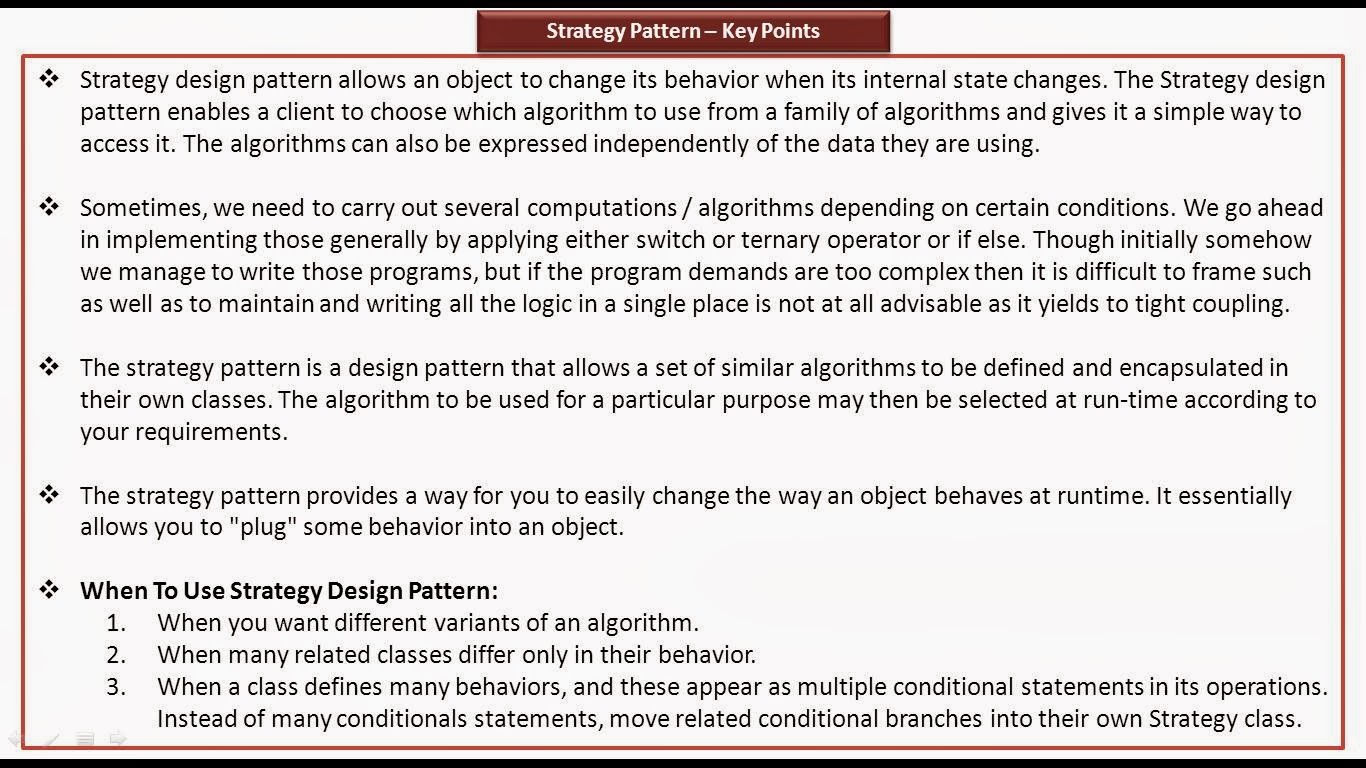 Strategy Pattern – Key Points
❖ Strategy design pattern allows an object to change its behavior when its internal state changes. The Strategy design
pattern enables a client to choose which algorithm to use from a family of algorithms and gives it a simple way to
access it. The algorithms can also be expressed independently of the data they are using.
❖ Sometimes, we need to carry out several computations / algorithms depending on certain conditions. We go ahead
in implementing those generally by applying either switch or ternary operator or if else. Though initially somehow
we manage to write those programs, but if the program demands are too complex then it is difficult to frame such
as well as to maintain and writing all the logic in a single place is not at all advisable as it yields to tight coupling.
❖ The strategy pattern is a design pattern that allows a set of similar algorithms to be defined and encapsulated in
their own classes. The algorithm to be used for a particular purpose may then be selected at run-time according to
your requirements.
❖ The strategy pattern provides a way for you to easily change the way an object behaves at runtime. It essentially
allows you to "plug" some behavior into an object.
❖ When To Use Strategy Design Pattern:
1. When you want different variants of an algorithm.
2. When many related classes differ only in their behavior.
3. When a class defines many behaviors, and these appear as multiple conditional statements in its operations.
Instead of many conditionals statements, move related conditional branches into their own Strategy class.